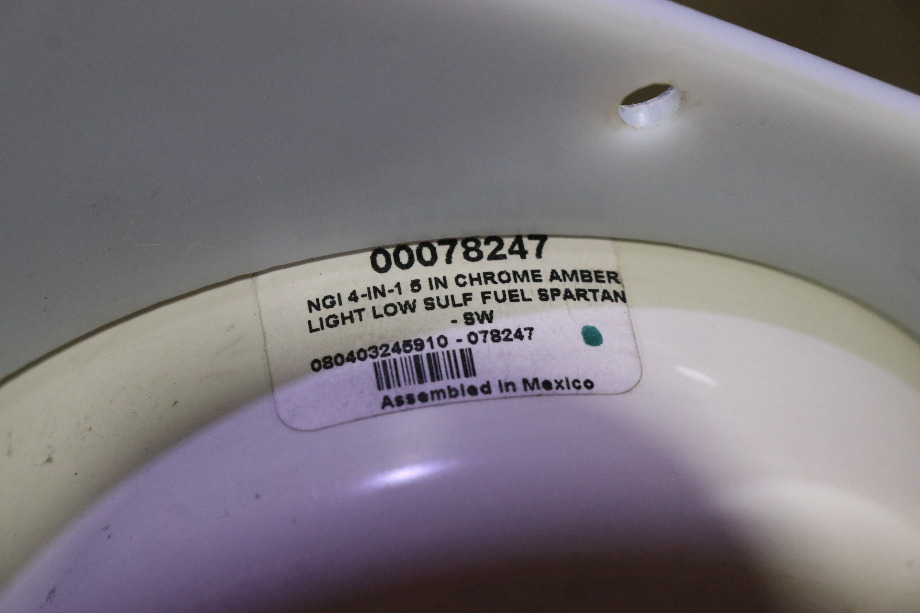 00078247
NGI 4-IN-1 5 IN CHROME AMBER
LIGHT LOW SULF FUEL SPARTAN
- SW
080403245910 - 078247
Assembled in Mexico